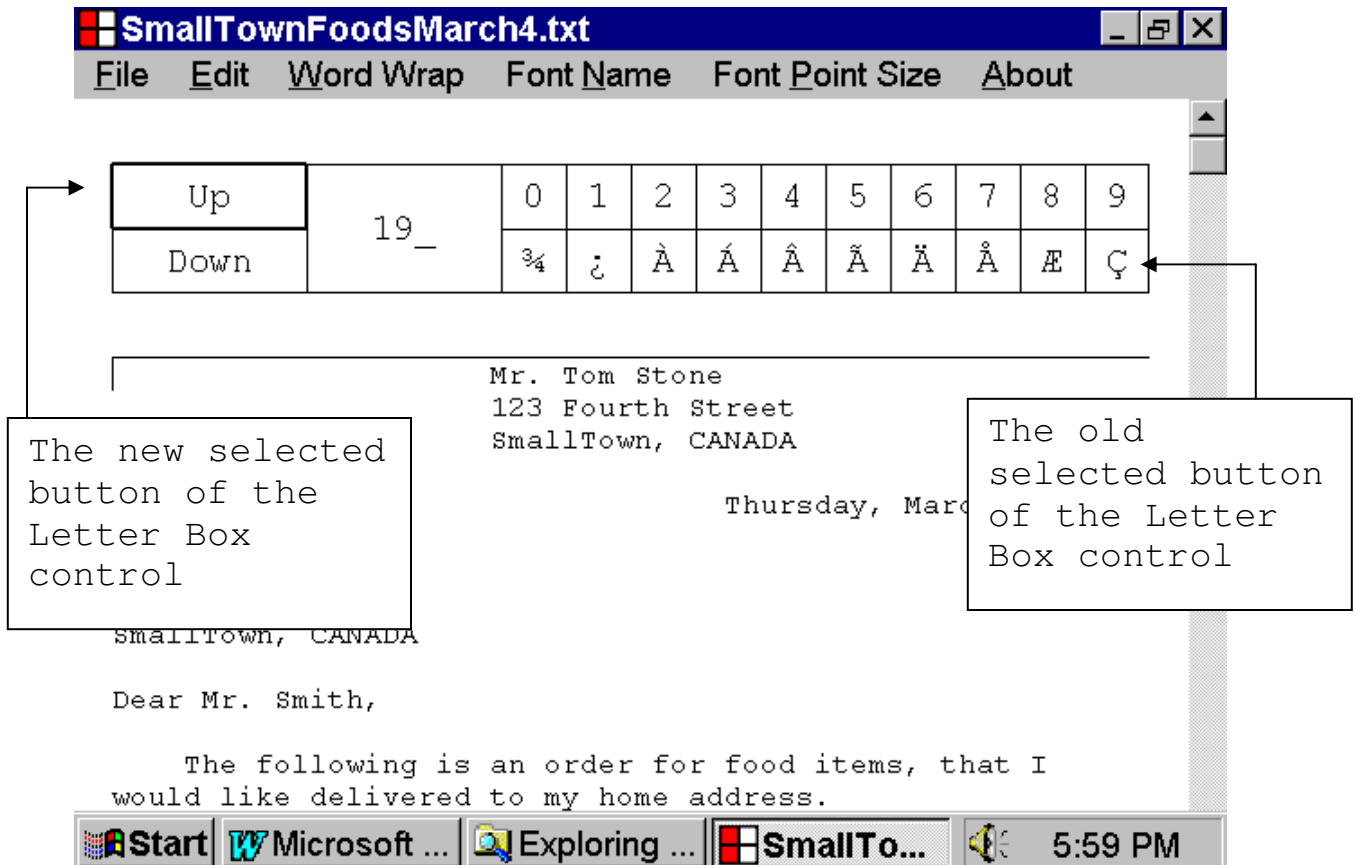 SmallTownFoodsMarch4.txt
File Edit Word Wrap Font Name Font Point Size About
Up 19_ 0 1 2 3 4 5 6 7 8 9
Down ¾ ¿ À Á Â Ã Ä Å Æ Ç
Mr. Tom Stone
123 Fourth Street
SmallTown, CANADA
Thursday,
The new selected
button of the
Letter Box
control
The old
selected button
of the Letter
Box control
SmallTown, CANADA
Dear Mr. Smith,
The following is an order for food items, that I
would like delivered to my home address.
Start Microsoft ... Exploring ... SmallTo... 5:59 PM